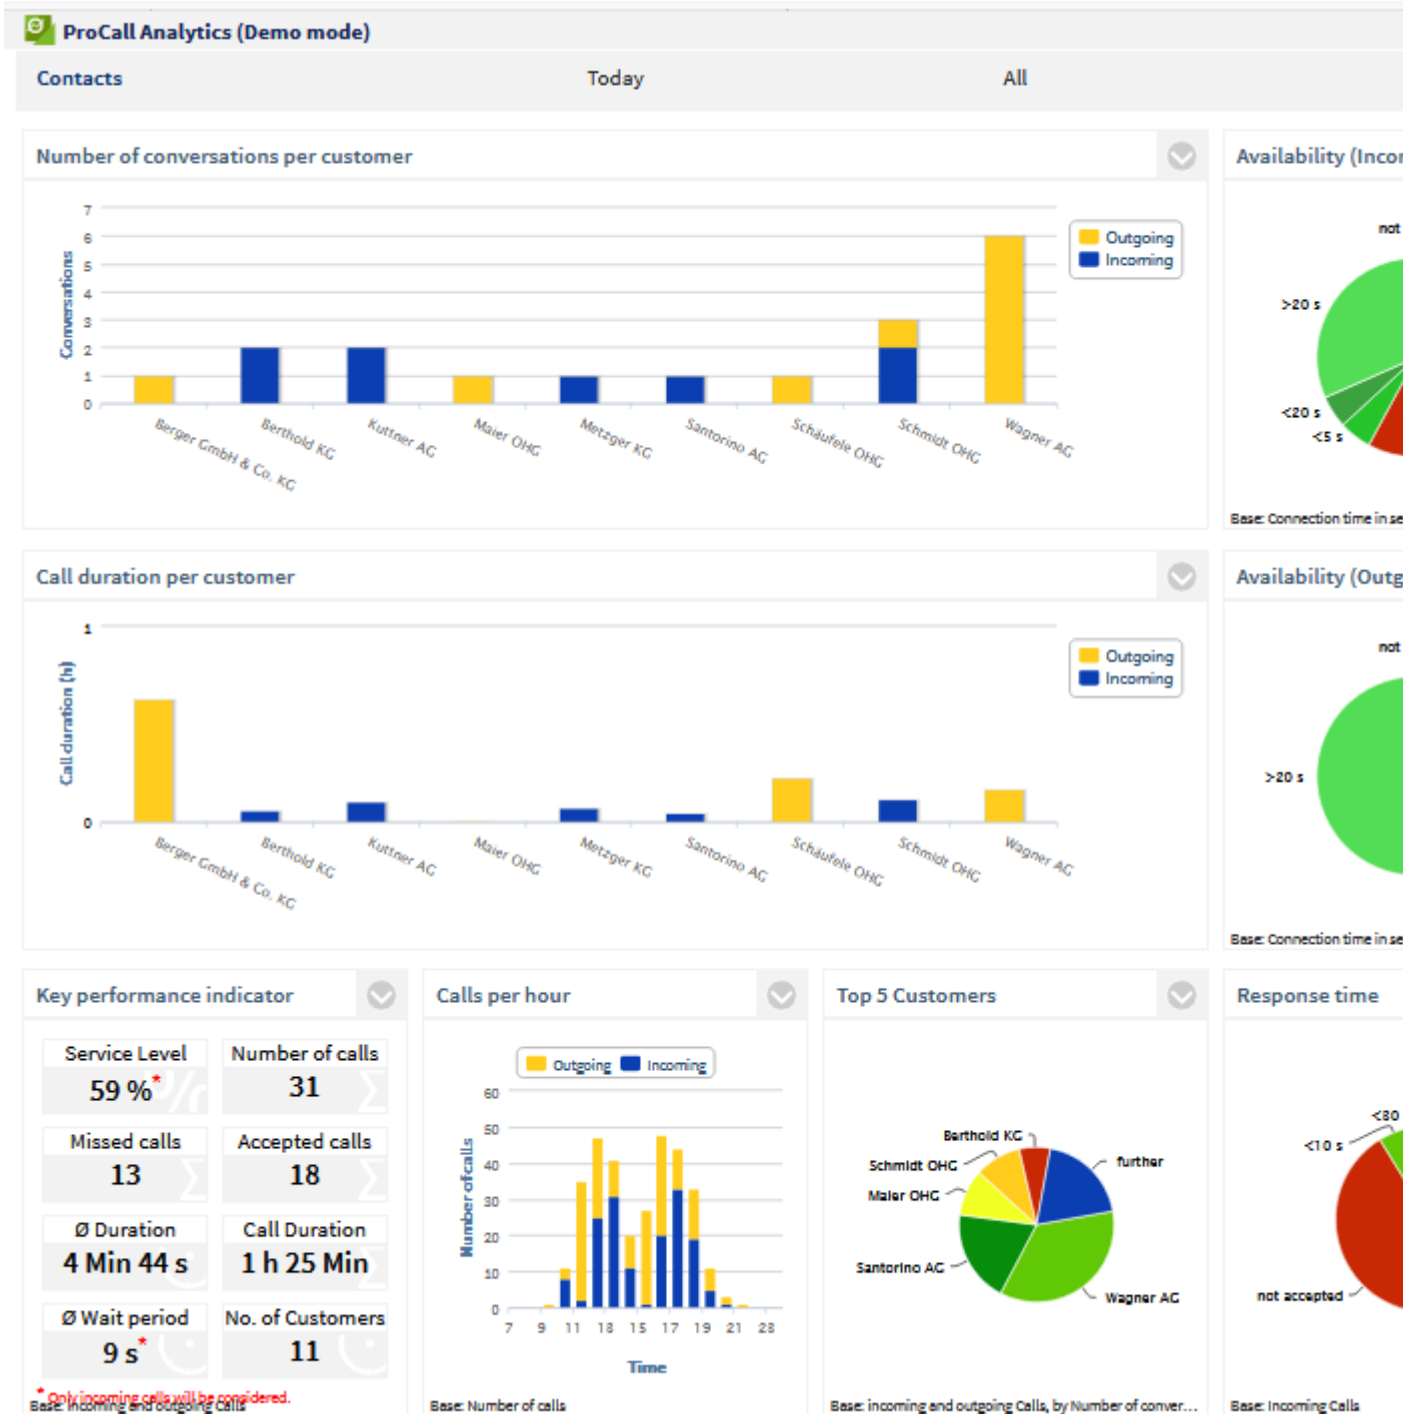 ProCall Analytics (Demo mode)
Contacts Today All
Number of conversations per customer
7
6
5
4
3
2
1
0
Conversations
Outgoing
Incoming
Berger GmbH & Co. KG
Berthold KG
Kuttner AG
Maier OHG
Metzger KG
Santorino AG
Schäufele OHG
Schmidt OHG
Wagner AG
Availability (Incor
not
>20 s
<20 s
<5 s
Base: Connection time in se
Call duration per customer
1
0
Call duration (h)
Outgoing
Incoming
Berger GmbH & Co. KG
Berthold KG
Kuttner AG
Maier OHG
Metzger KG
Santorino AG
Schäufele OHG
Schmidt OHG
Wagner AG
Availability (Outg
not
>20 s
Base: Connection time in se
Key performance indicator
Service Level Number of calls
59 %* 31
Missed calls Accepted calls
13 18
Ø Duration Call Duration
4 Min 44 s 1 h 25 Min
Ø Wait period No. of Customers
9 s* 11
* Only incoming calls will be considered.
Base: Incoming and outgoing Calls
Calls per hour
Outgoing Incoming
60
50
40
30
20
10
0
Number of calls
7 9 11 13 15 17 19 21 23
Time
Base: Number of calls
Top 5 Customers
Berthold KG
Schmidt OHG
Maier OHG
Santorino AG
further
Wagner AG
Base: incoming and outgoing Calls, by Number of conver...
Response time
<30
<10 s
not accepted
Base: Incoming Calls